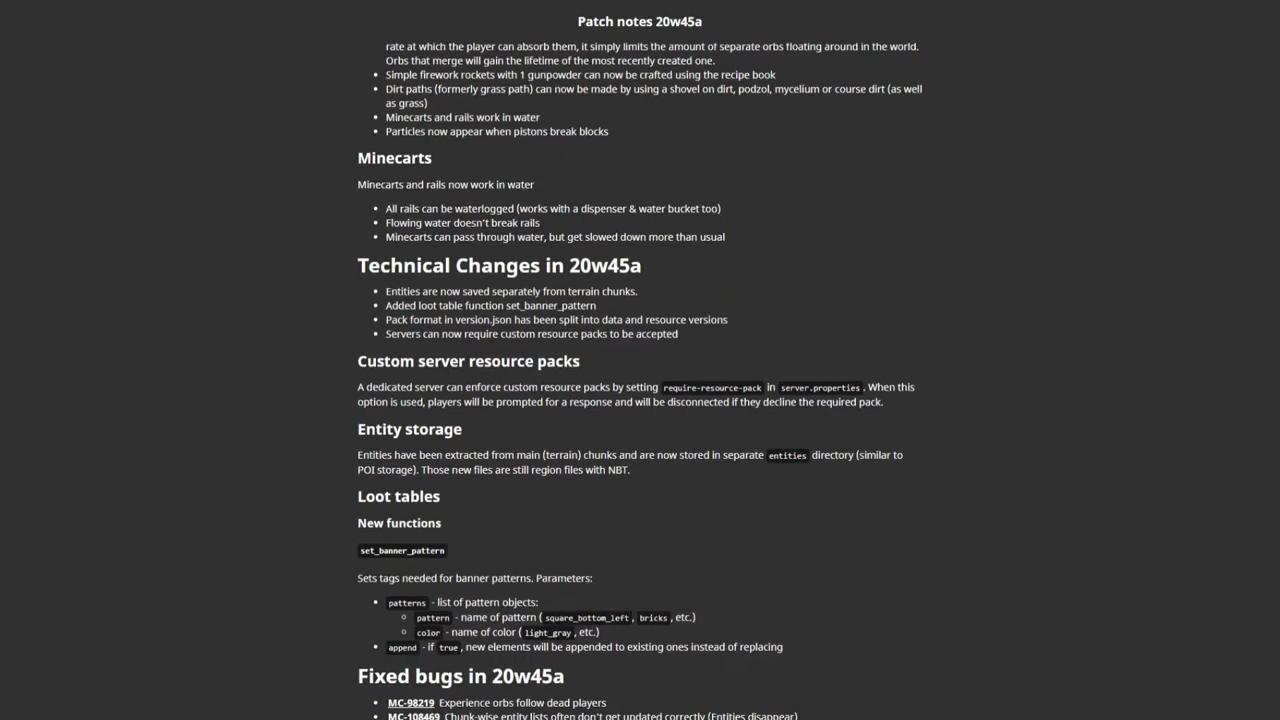 Patch notes 20w45a
rate at which the player can absorb them, it simply limits the amount of separate orbs floating around in the world.
Orbs that merge will gain the lifetime of the most recently created one.
• Simple firework rockets with 1 gunpowder can now be crafted using the recipe book
• Dirt paths (formerly grass path) can now be made by using a shovel on dirt, podzol, mycelium or course dirt (as well
as grass)
• Minecarts and rails work in water
• Particles now appear when pistons break blocks
Minecarts
Minecarts and rails now work in water
• All rails can be waterlogged (works with a dispenser & water bucket too)
• Flowing water doesn't break rails
• Minecarts can pass through water, but get slowed down more than usual
Technical Changes in 20w45a
• Entities are now saved separately from terrain chunks.
• Added loot table function set_banner_pattern
• Pack format in version.json has been split into data and resource versions
• Servers can now require custom resource packs to be accepted
Custom server resource packs
A dedicated server can enforce custom resource packs by setting require-resource-pack in server.properties. When this
option is used, players will be prompted for a response and will be disconnected if they decline the required pack.
Entity storage
Entities have been extracted from main (terrain) chunks and are now stored in separate entities directory (similar to
POI storage). Those new files are still region files with NBT.
Loot tables
New functions
set_banner_pattern
Sets tags needed for banner patterns. Parameters:
• patterns - list of pattern objects:
◦ pattern - name of pattern ( square_bottom_left, bricks, etc.)
◦ color - name of color ( light_gray, etc.)
• append - if true, new elements will be appended to existing ones instead of replacing
Fixed bugs in 20w45a
• MC-98219 Experience orbs follow dead players
• MC-108469 Chunk-wise entity lists often don't get updated correctly (Entities disappear)